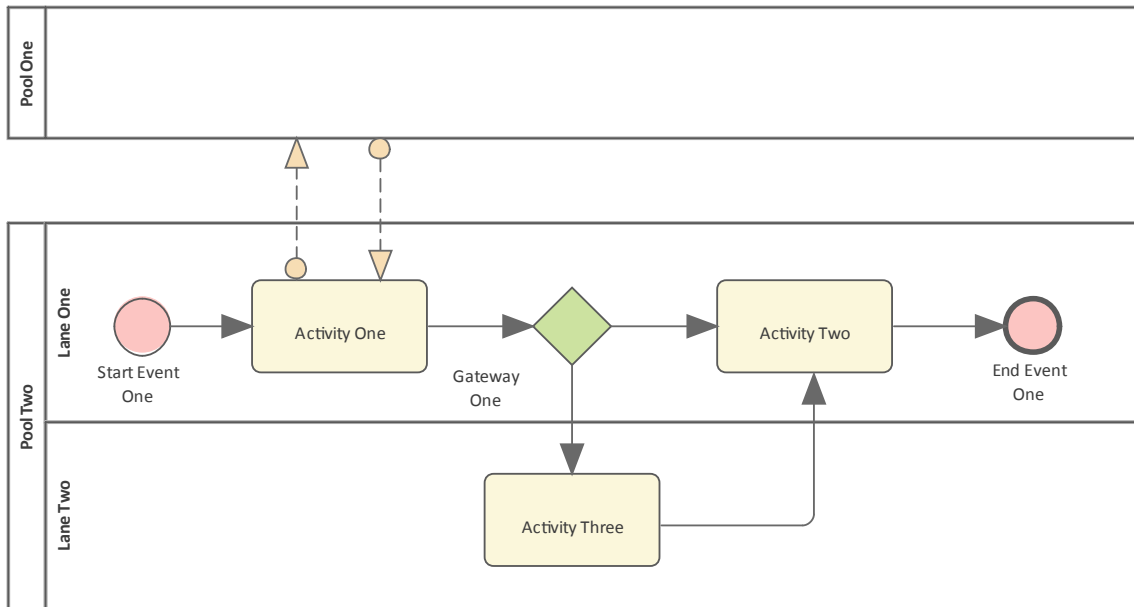 Pool One
Pool Two
Lane One
Start Event
One
Activity One
Gateway
One
Activity Two
End Event
One
Lane Two
Activity Three